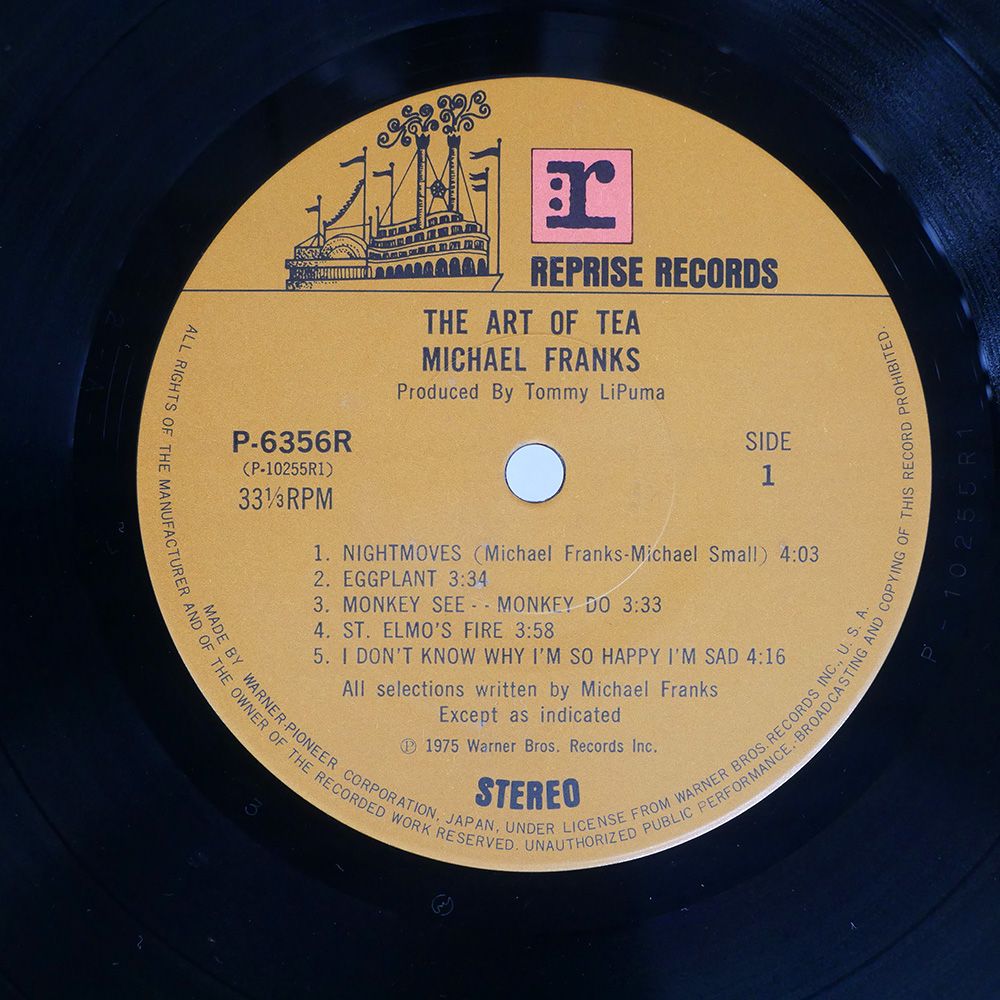 r
REPRISE RECORDS
THE ART OF TEA
MICHAEL FRANKS
Produced By Tommy LiPuma
P-6356R
(P-10255R1)
33⅓RPM
SIDE
1
1. NIGHTMOVES (Michael Franks-Michael Small) 4:03
2. EGGPLANT 3:34
3. MONKEY SEE - - MONKEY DO 3:33
4. ST. ELMO'S FIRE 3:58
5. I DON'T KNOW WHY I'M SO HAPPY I'M SAD 4:16
All selections written by Michael Franks
Except as indicated
Ⓟ 1975 Warner Bros. Records Inc.
STEREO
MADE BY WARNER-PIONEER CORPORATION, JAPAN, UNDER LICENSE FROM WARNER BROS. RECORDS INC., U. S. A.
ALL RIGHTS OF THE MANUFACTURER AND OF THE OWNER OF THE RECORDED WORK RESERVED. UNAUTHORIZED PUBLIC PERFORMANCE, BROADCASTING AND COPYING OF THIS RECORD PROHIBITED.
P-10255R1